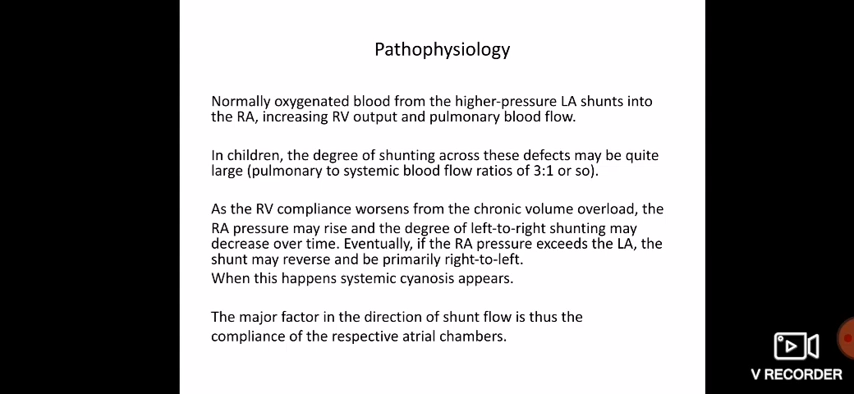 Pathophysiology
Normally oxygenated blood from the higher-pressure LA shunts into
the RA, increasing RV output and pulmonary blood flow.
In children, the degree of shunting across these defects may be quite
large (pulmonary to systemic blood flow ratios of 3:1 or so).
As the RV compliance worsens from the chronic volume overload, the
RA pressure may rise and the degree of left-to-right shunting may
decrease over time. Eventually, if the RA pressure exceeds the LA, the
shunt may reverse and be primarily right-to-left.
When this happens systemic cyanosis appears.
The major factor in the direction of shunt flow is thus the
compliance of the respective atrial chambers.
V RECORDER